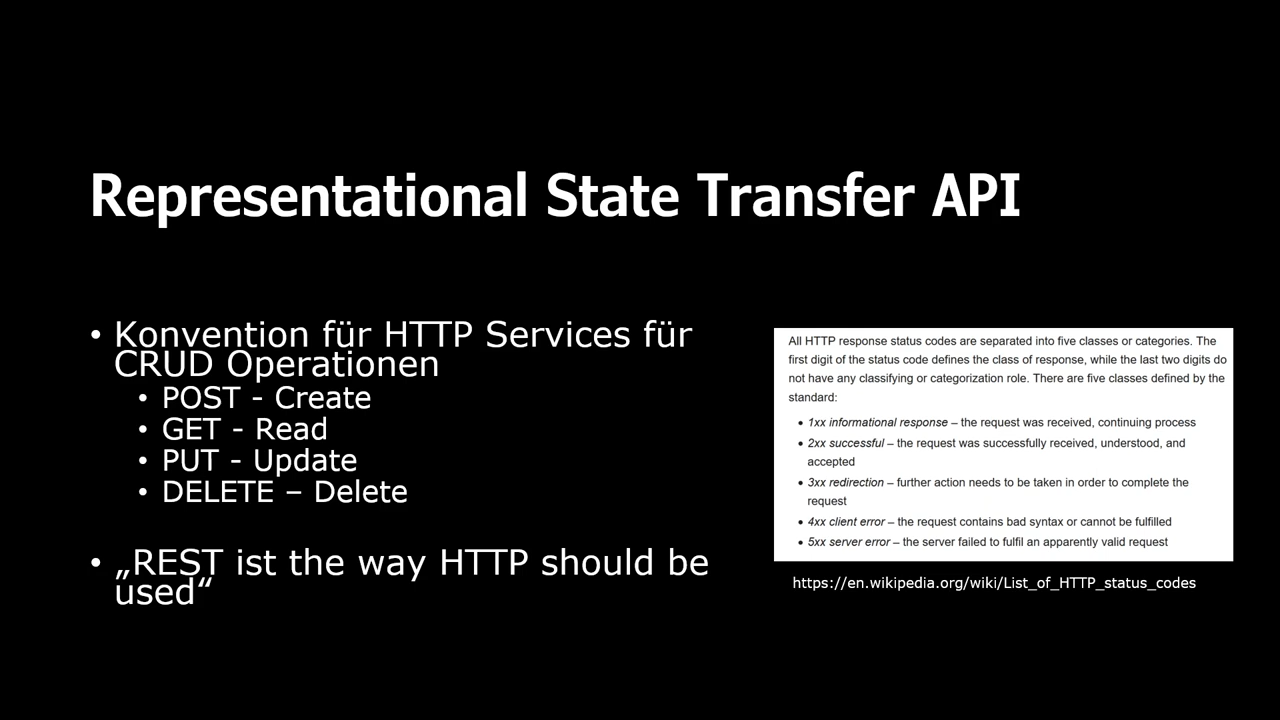 Representational State Transfer API
• Konvention für HTTP Services für
CRUD Operationen
• POST - Create
• GET - Read
• PUT - Update
• DELETE – Delete
• „REST ist the way HTTP should be
used“
All HTTP response status codes are separated into five classes or categories. The
first digit of the status code defines the class of response, while the last two digits do
not have any classifying or categorization role. There are five classes defined by the
standard:
• 1xx informational response – the request was received, continuing process
• 2xx successful – the request was successfully received, understood, and
accepted
• 3xx redirection – further action needs to be taken in order to complete the
request
• 4xx client error – the request contains bad syntax or cannot be fulfilled
• 5xx server error – the server failed to fulfil an apparently valid request
https://en.wikipedia.org/wiki/List_of_HTTP_status_codes